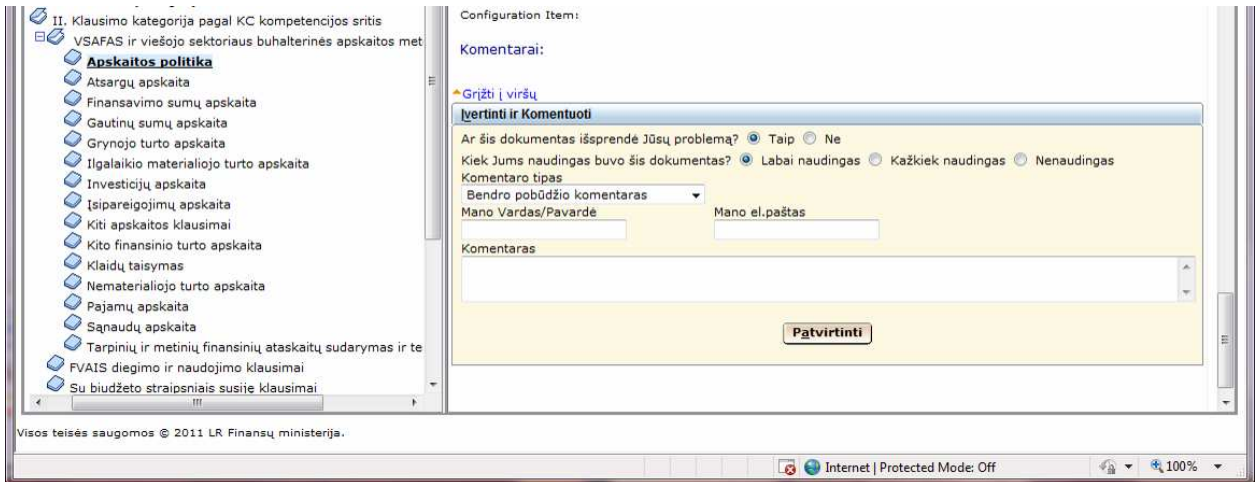 II. Klausimo kategorija pagal KC kompetencijos sritis
VSAFAS ir viešojo sektoriaus buhalterinės apskaitos met
Apskaitos politika
Atsargų apskaita
Finansavimo sumų apskaita
Gautinų sumų apskaita
Grynojo turto apskaita
Ilgalaikio materialiojo turto apskaita
Investicijų apskaita
Įsipareigojimų apskaita
Kiti apskaitos klausimai
Kito finansinio turto apskaita
Klaidų taisymas
Nematerialiojo turto apskaita
Pajamų apskaita
Sąnaudų apskaita
Tarpinių ir metinių finansinių ataskaitų sudarymas ir te
FVAIS diegimo ir naudojimo klausimai
Su biudžeto straipsniais susiję klausimai
Configuration Item:
Komentarai:
Grįžti į viršų
Įvertinti ir Komentuoti
Ar šis dokumentas išsprendė Jūsų problemą? Taip Ne
Kiek Jums naudingas buvo šis dokumentas? Labai naudingas Kažkiek naudingas Nenaudingas
Komentaro tipas
Bendro pobūdžio komentaras
Mano Vardas/Pavardė Mano el.paštas
Komentaras
Patvirtinti
Visos teisės saugomos © 2011 LR Finansų ministerija.
Internet | Protected Mode: Off 100%